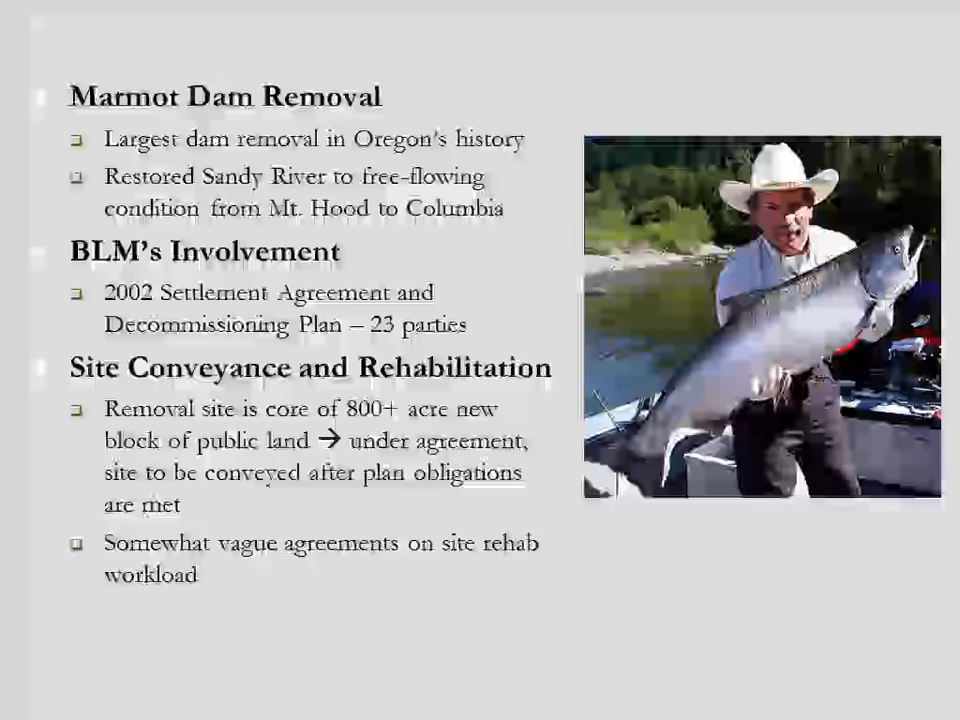 Marmot Dam Removal
Largest dam removal in Oregon's history
Restored Sandy River to free-flowing
condition from Mt. Hood to Columbia
BLM's Involvement
2002 Settlement Agreement and
Decommissioning Plan – 23 parties
Site Conveyance and Rehabilitation
Removal site is core of 800+ acre new
block of public land → under agreement,
site to be conveyed after plan obligations
are met
Somewhat vague agreements on site rehab
workload